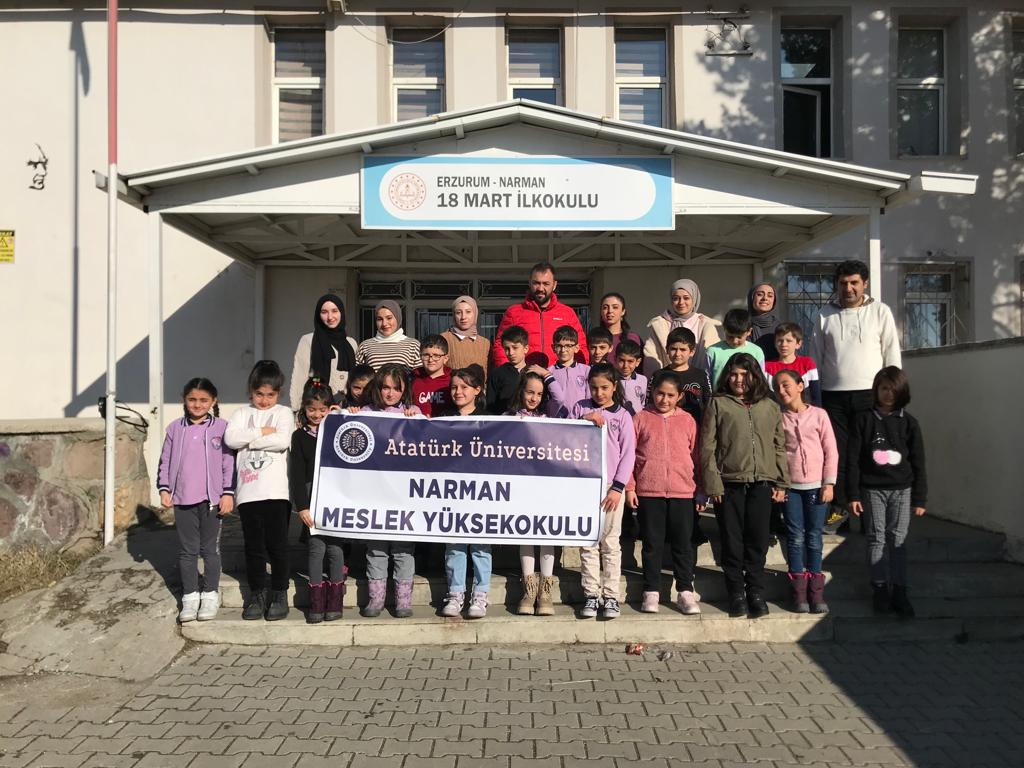 ERZURUM - NARMAN
18 MART İLKOKULU
GAME
Atatürk Üniversitesi
NARMAN
MESLEK YÜKSEKOKULU